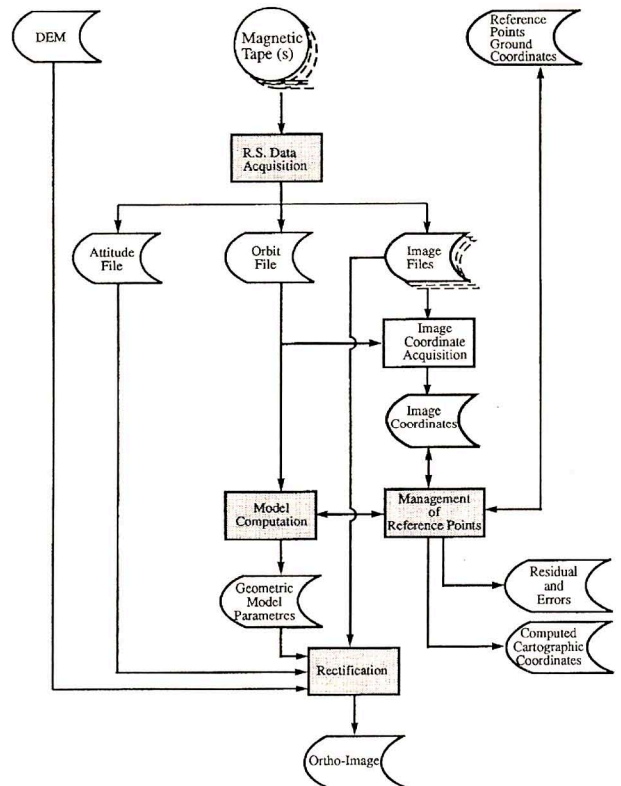 DEM
Magnetic
Tape (s)
Reference
Points
Ground
Coordinates
R.S. Data
Acquisition
Attitude
File
Orbit
File
Image
Files
Image
Coordinate
Acquisition
Image
Coordinates
Model
Computation
Management
of
Reference Points
Geometric
Model
Parametres
Residual
and
Errors
Computed
Cartographic
Coordinates
Rectification
Ortho-Image